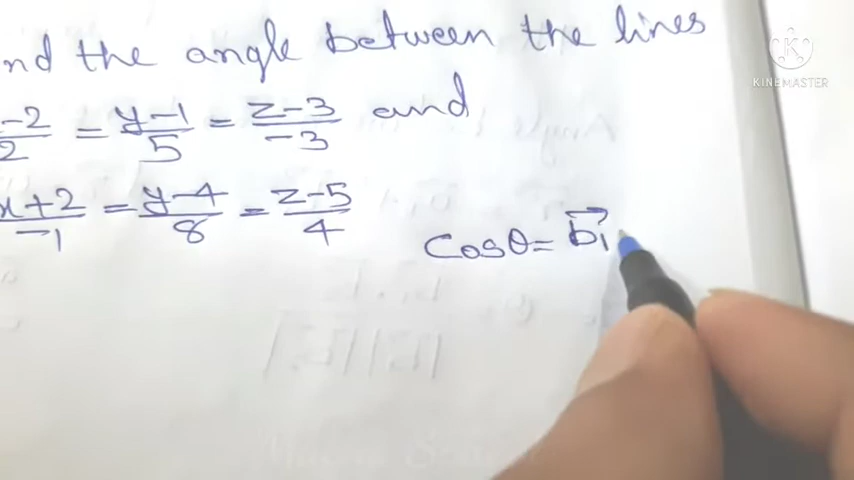 nd the angle between the lines
-2/2 = y-1/5 = z-3/-3 and
x+2/-1 = y-4/8 = z-5/4
Cosθ= b₁
K
KINEMASTER